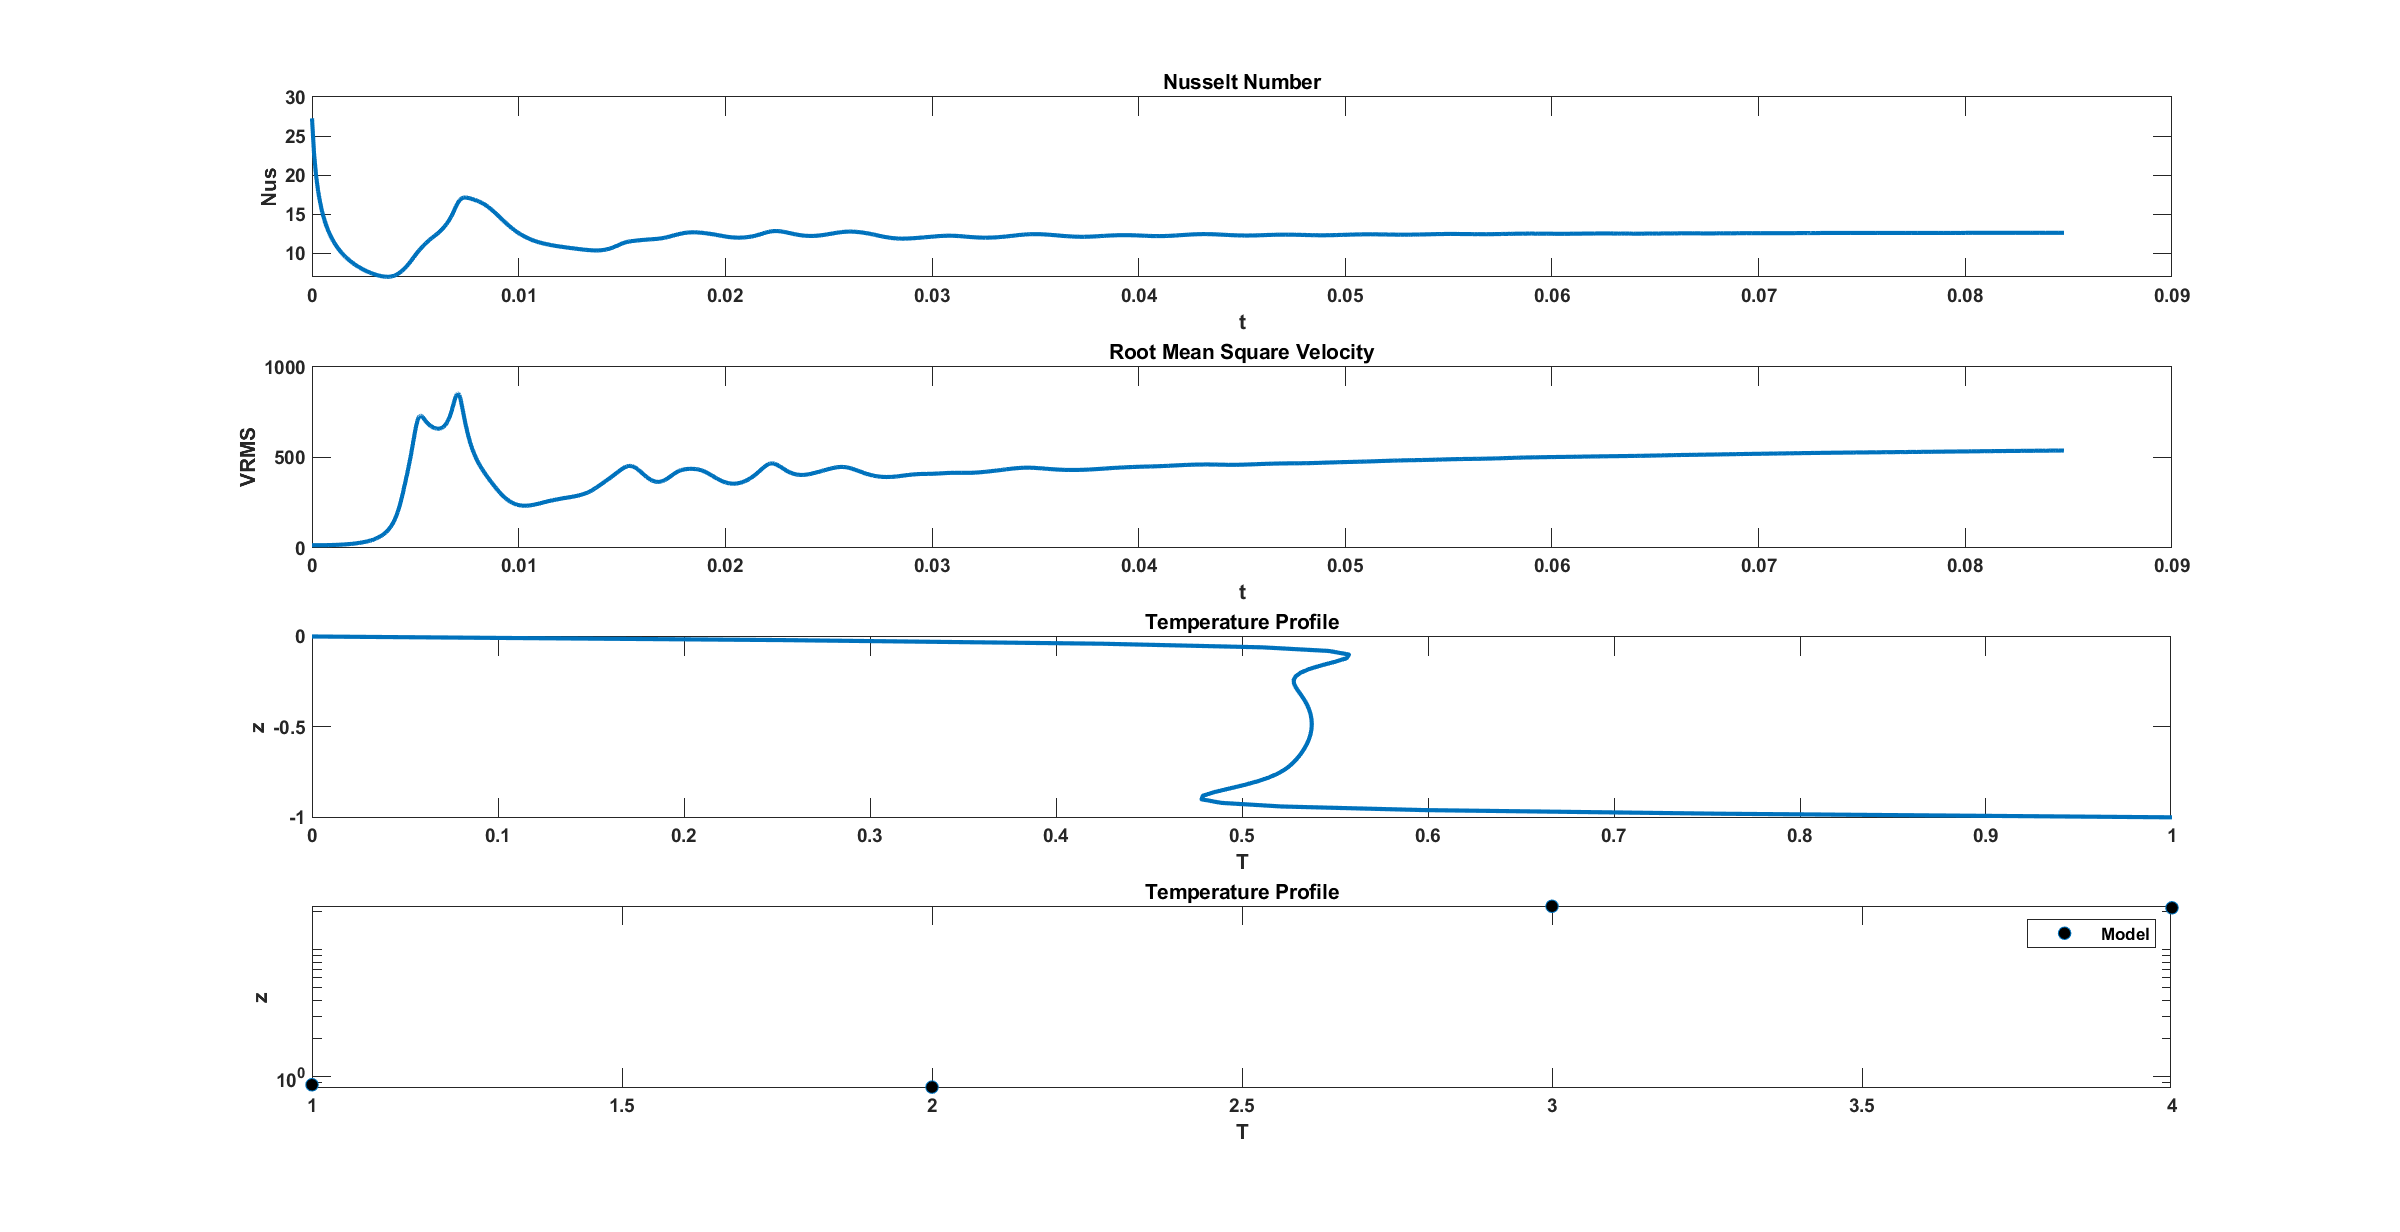 Nusselt Number
30
25
20
15
10
Nus
0 0.01 0.02 0.03 0.04 0.05 0.06 0.07 0.08 0.09
t
Root Mean Square Velocity
1000
500
0
VRMS
0 0.01 0.02 0.03 0.04 0.05 0.06 0.07 0.08 0.09
t
Temperature Profile
0
-0.5
-1
z
0 0.1 0.2 0.3 0.4 0.5 0.6 0.7 0.8 0.9 1
T
Temperature Profile
Model
z
10⁰
1 1.5 2 2.5 3 3.5 4
T